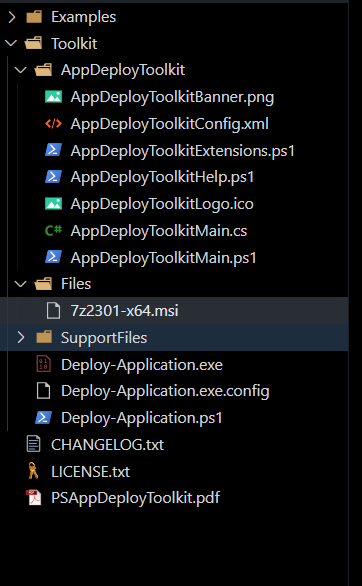 Examples
Toolkit
AppDeployToolkit
AppDeployToolkitBanner.png
AppDeployToolkitConfig.xml
AppDeployToolkitExtensions.ps1
AppDeployToolkitHelp.ps1
AppDeployToolkitLogo.ico
C# AppDeployToolkitMain.cs
AppDeployToolkitMain.ps1
Files
7z2301-x64.msi
SupportFiles
Deploy-Application.exe
Deploy-Application.exe.config
Deploy-Application.ps1
CHANGELOG.txt
LICENSE.txt
PSAppDeployToolkit.pdf